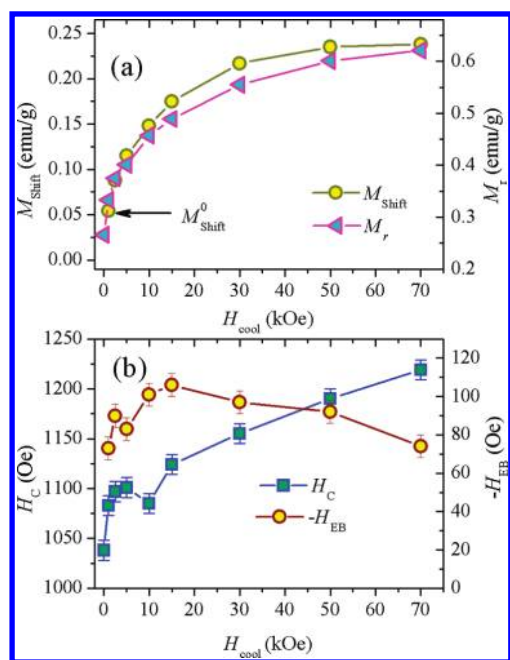 (a)
0.25
0.20
0.15
0.10
0.05
0.00
M_Shift (emu/g)
0.6
0.5
0.4
0.3
0.2
M_r (emu/g)
M^0_Shift
M_Shift
M_r
0 10 20 30 40 50 60 70
H_cool (kOe)
(b)
1250
1200
1150
1100
1050
1000
H_C (Oe)
120
100
80
60
40
20
0
-H_EB (Oe)
H_C
-H_EB
0 10 20 30 40 50 60 70
H_cool (kOe)